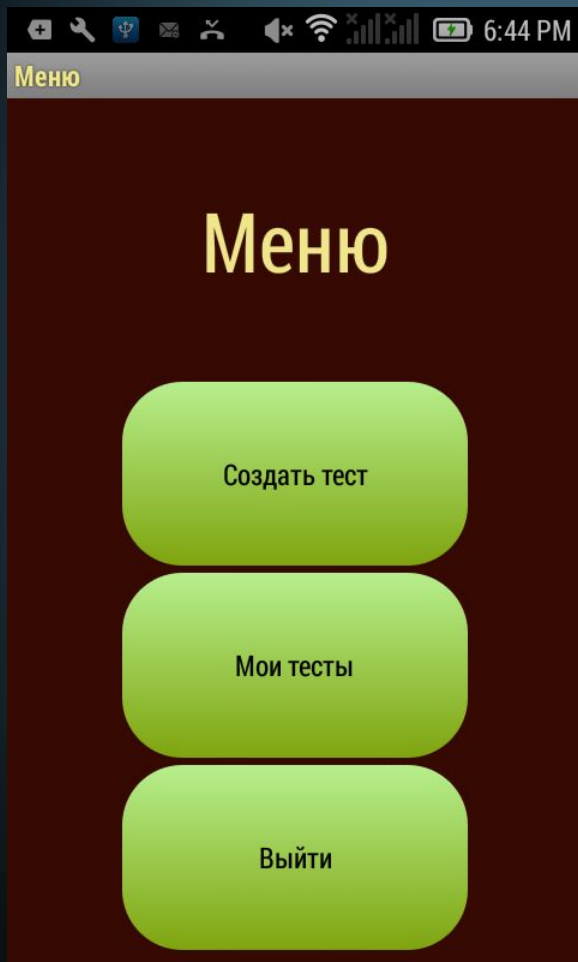 6:44 PM
Меню
Меню
Создать тест
Мои тесты
Выйти